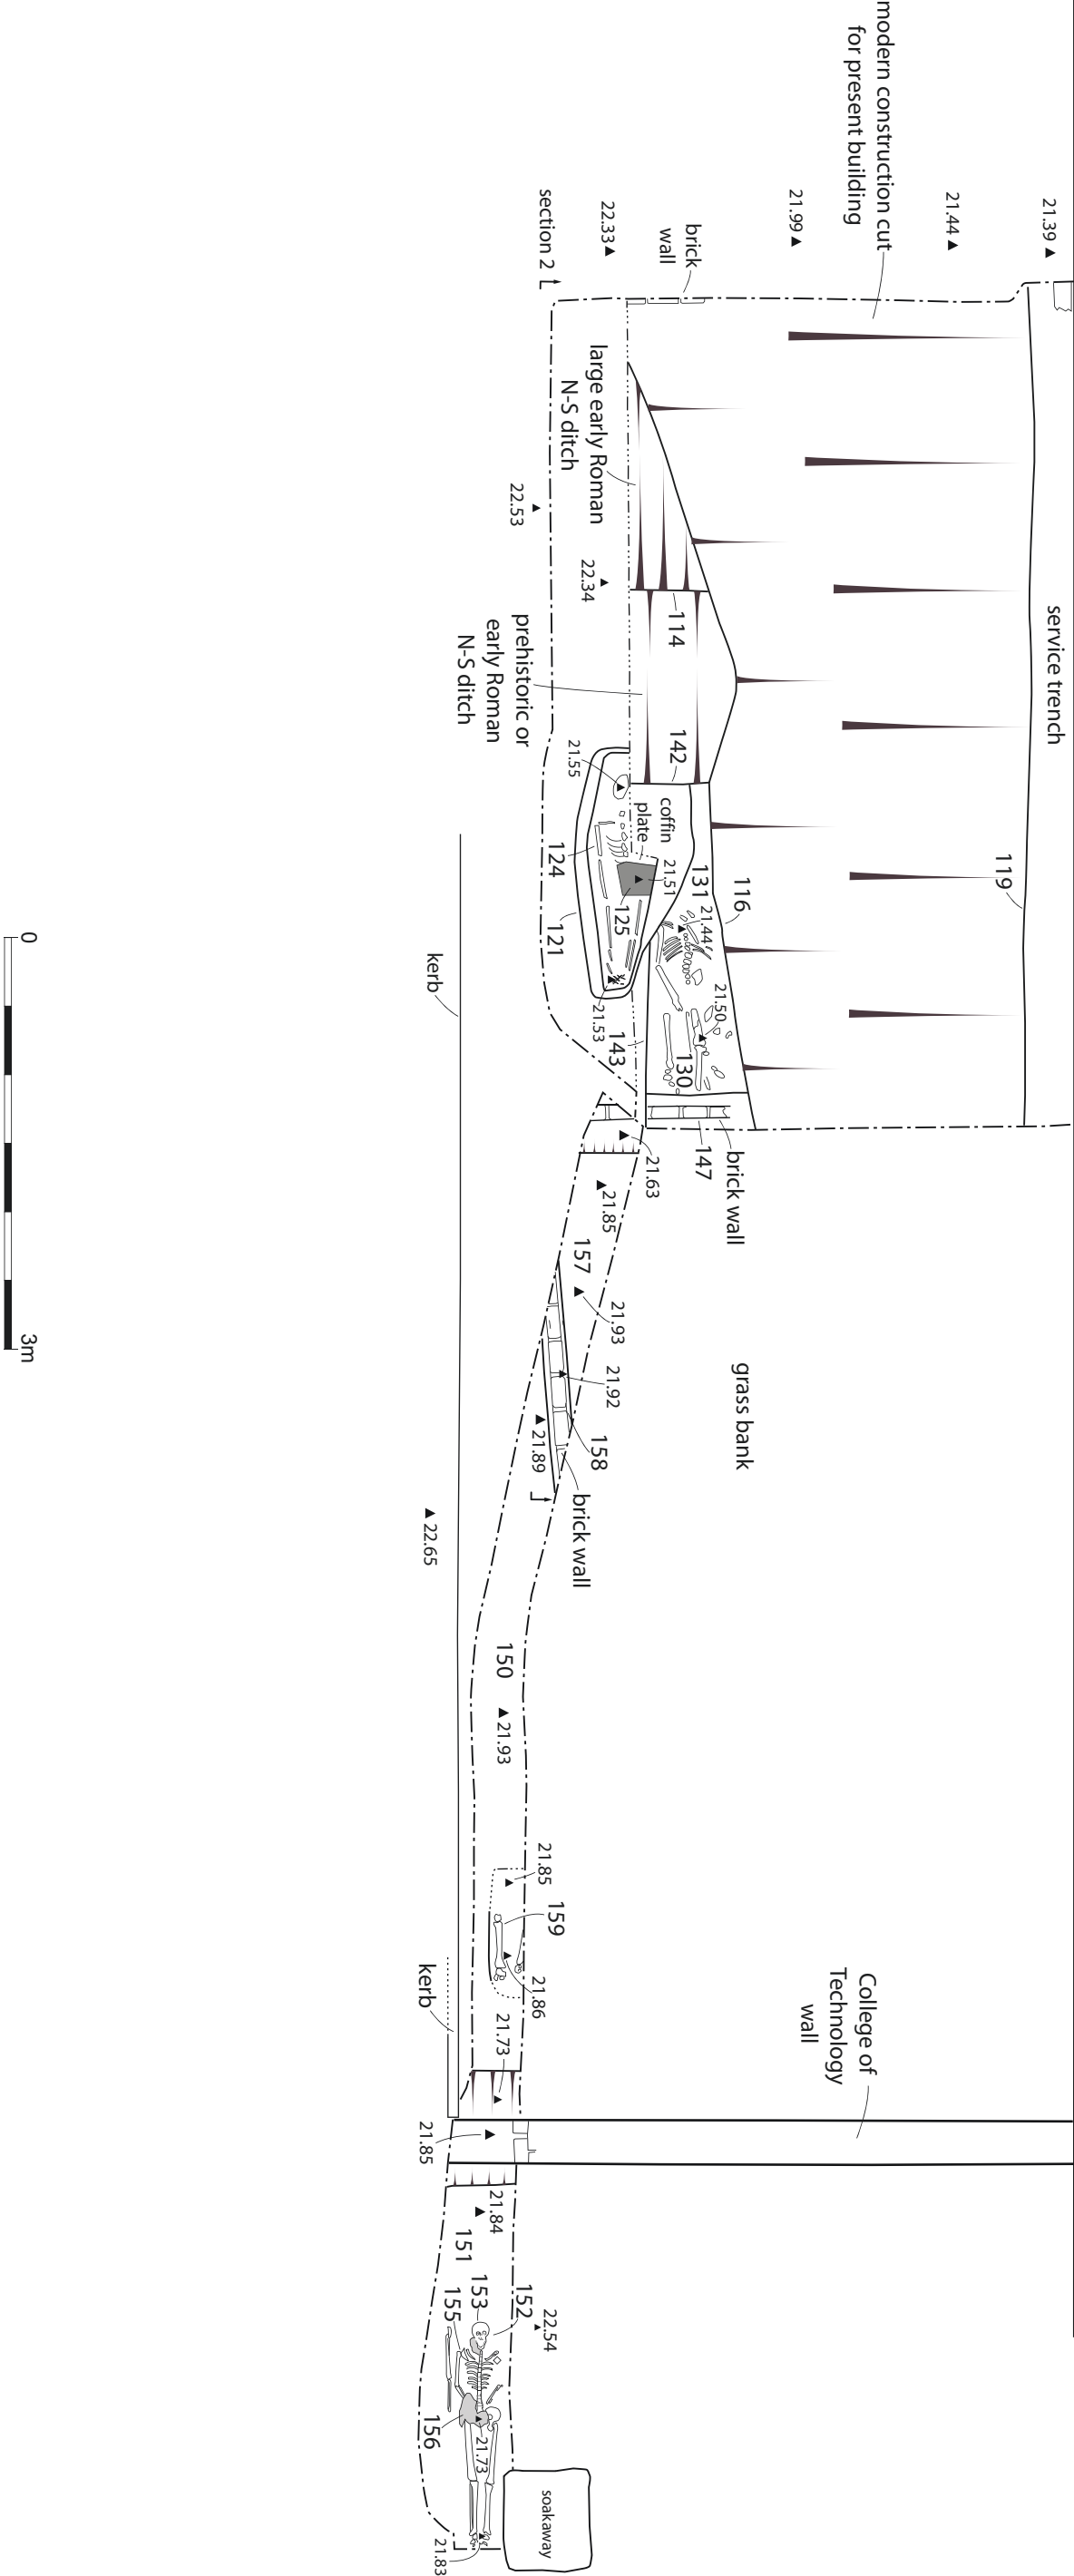 modern construction cut
for present building
21.39
21.44
21.99
22.33
section 2
brick
wall
large early Roman
N-S ditch
22.53
22.34
service trench
114
prehistoric or
early Roman
N-S ditch
142
21.55
coffin
plate
21.51
131
116
119
124
125
121
21.44
21.50
21.53
143
130
0
3m
kerb
147
brick wall
21.63
21.85
157
21.93
21.92
158
21.89
brick wall
grass bank
22.65
150
21.93
21.85
159
21.86
21.73
kerb
College of
Technology
wall
21.85
21.84
151
153
152
155
22.54
156
21.73
21.83
soakaway